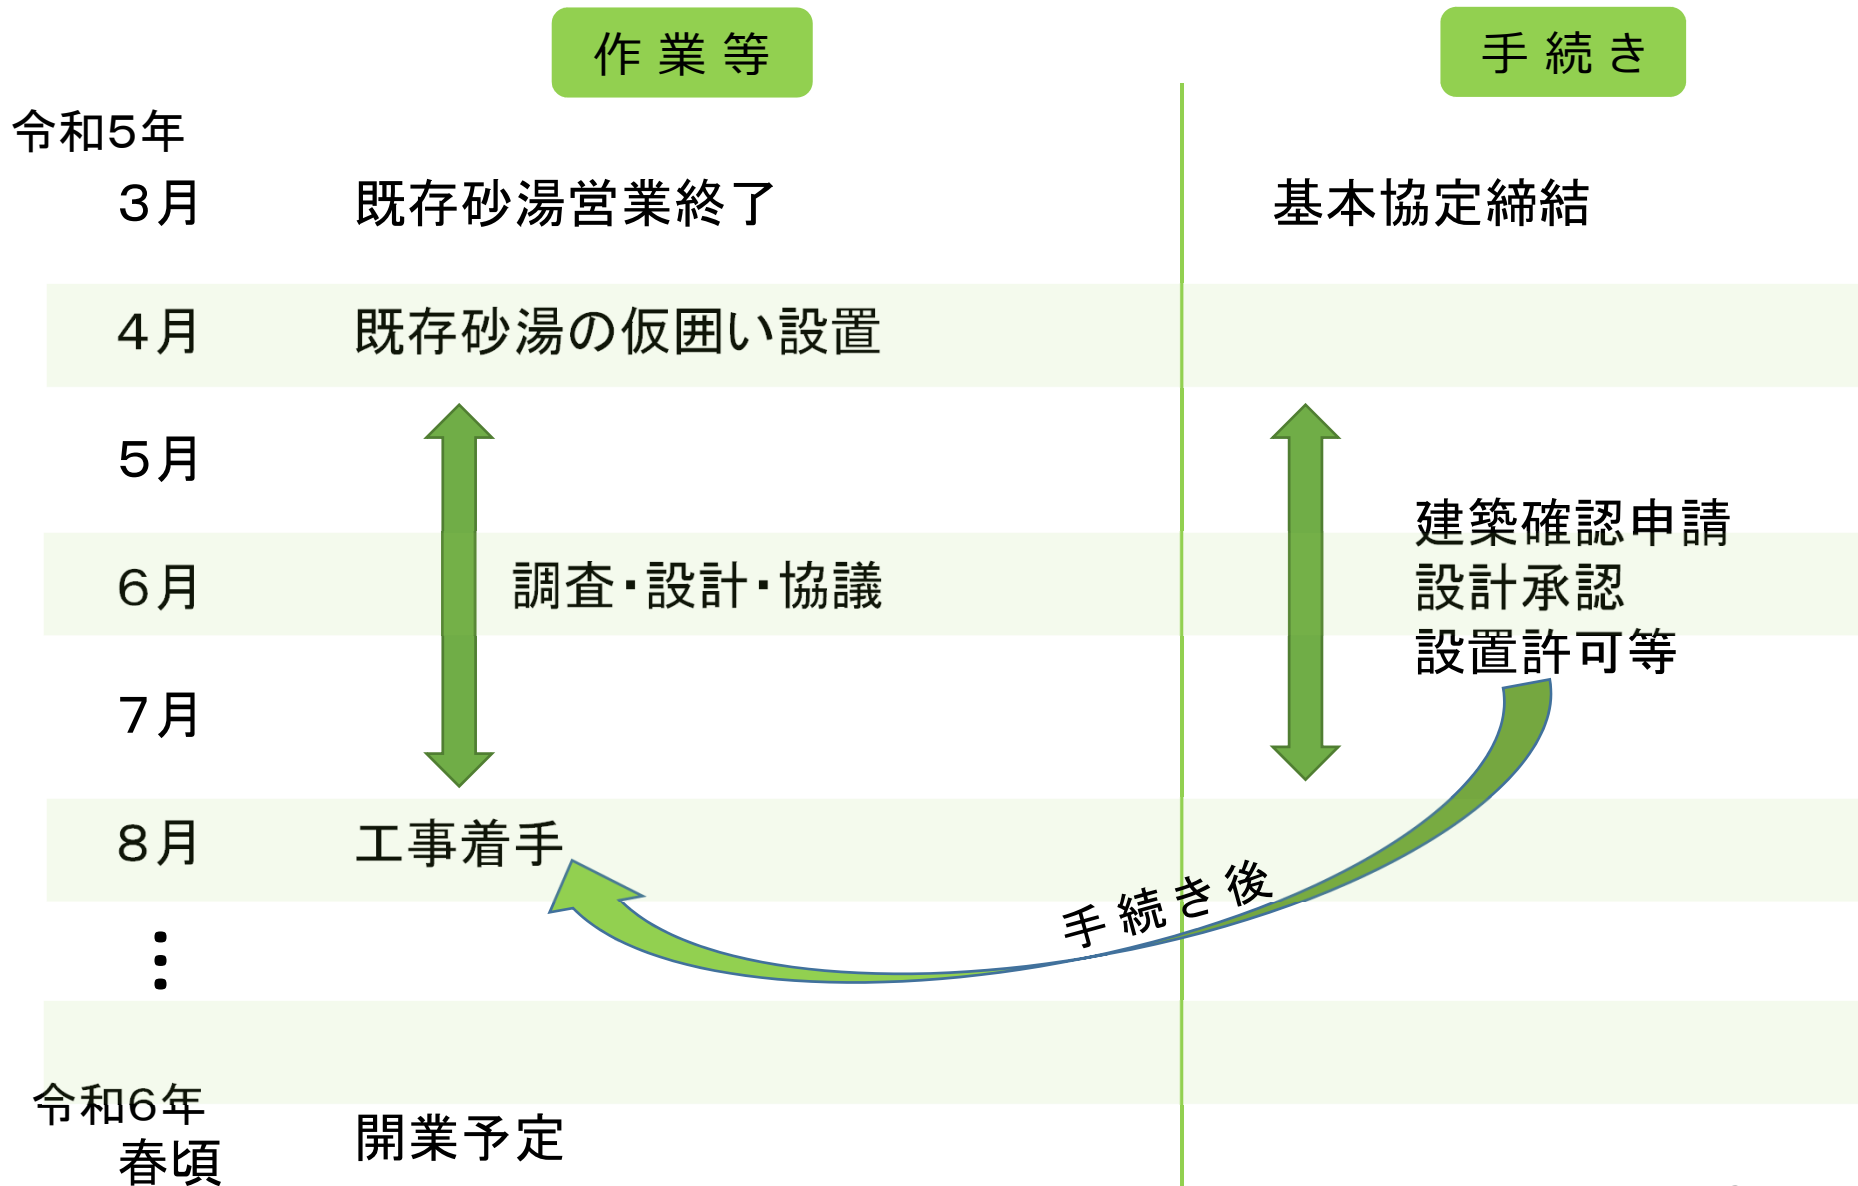 作業等
手続き
令和5年
3月
既存砂湯営業終了
基本協定締結
4月
既存砂湯の仮囲い設置
5月
6月
調査・設計・協議
建築確認申請
設計承認
設置許可等
7月
8月
工事着手
手続き後
⋮
令和6年
春頃
開業予定